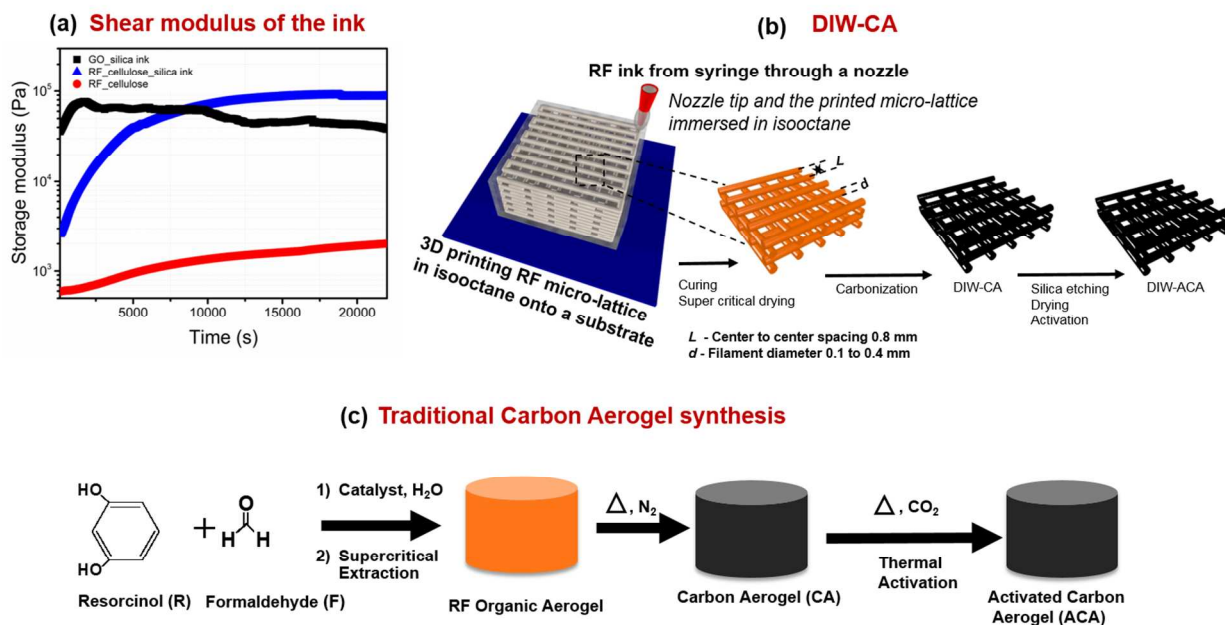 (a) Shear modulus of the ink
GO_silica ink
RF_cellulose_silica ink
RF_cellulose
Storage modulus (Pa)
10⁵
10⁴
10³
5000 10000 15000 20000
Time (s)
(b) DIW-CA
RF ink from syringe through a nozzle
Nozzle tip and the printed micro-lattice
immersed in isooctane
L
d
3D printing RF micro-lattice
in isooctane onto a substrate
Curing
Super critical drying
Carbonization
DIW-CA
Silica etching
Drying
Activation
DIW-ACA
L - Center to center spacing 0.8 mm
d - Filament diameter 0.1 to 0.4 mm
(c) Traditional Carbon Aerogel synthesis
HO
HO
Resorcinol (R)
+
O
H H
Formaldehyde (F)
1) Catalyst, H₂O
2) Supercritical
Extraction
RF Organic Aerogel
△, N₂
Carbon Aerogel (CA)
△, CO₂
Thermal
Activation
Activated Carbon
Aerogel (ACA)